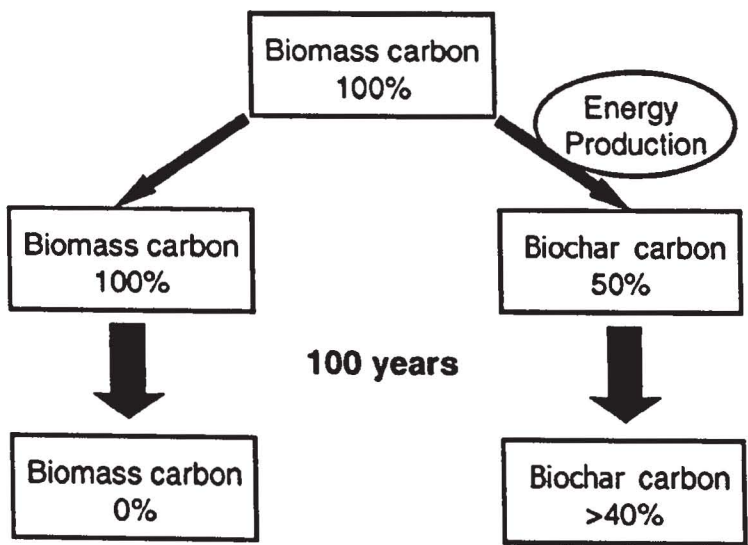 Biomass carbon
100%
Energy
Production
Biomass carbon
100%
Biochar carbon
50%
100 years
Biomass carbon
0%
Biochar carbon
>40%